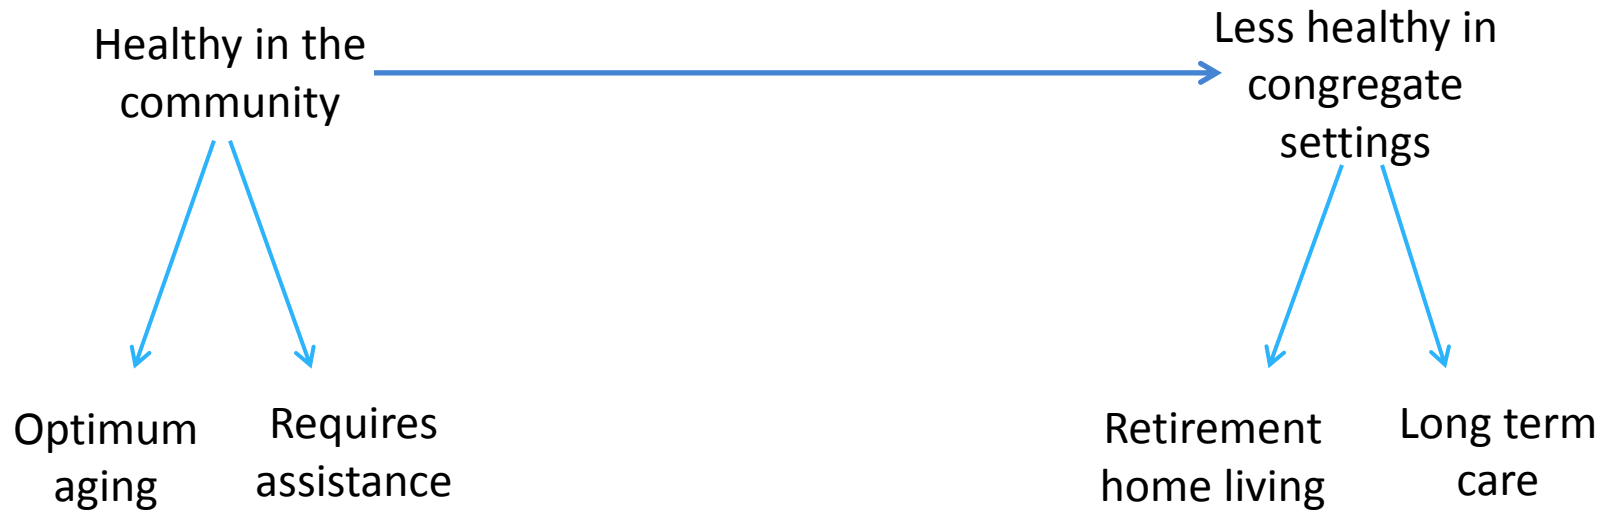 Healthy in the
community
Less healthy in
congregate
settings
Optimum
aging
Requires
assistance
Retirement
home living
Long term
care